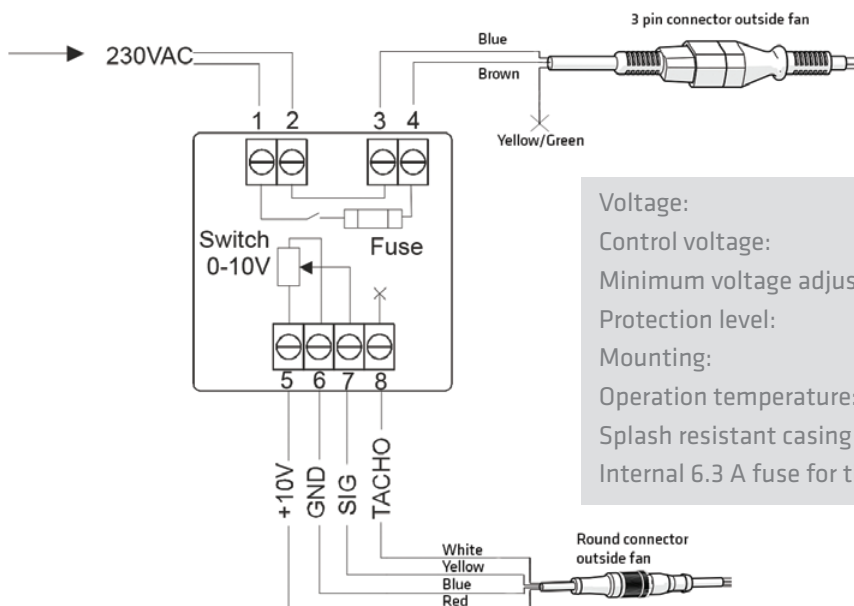 3 pin connector outside fan
230VAC
Blue
Brown
Yellow/Green
1 2 3 4
Switch
0-10V
Fuse
5 6 7 8
+10V
GND
SIG
TACHO
Voltage:
Control voltage:
Minimum voltage
Protection level:
Mounting:
Operation
Splash resistant casing
Internal 6.3 A fuse for
White
Yellow
Blue
Red
Round connector
outside fan